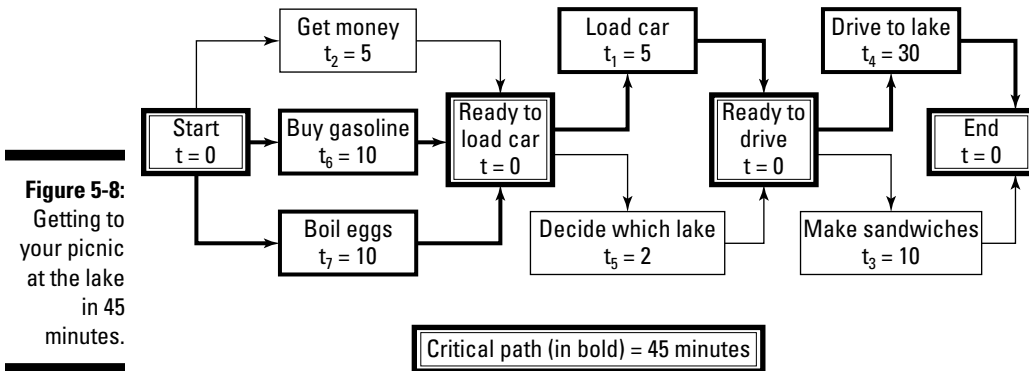 Get money
t₂ = 5
Load car
t₁ = 5
Drive to lake
t₄ = 30
Start
t = 0
Buy gasoline
t₆ = 10
Ready to
load car
t = 0
Ready to
drive
t = 0
End
t = 0
Boil eggs
t₇ = 10
Decide which lake
t₅ = 2
Make sandwiches
t₃ = 10
Figure 5-8:
Getting to
your picnic
at the lake
in 45
minutes.
Critical path (in bold) = 45 minutes